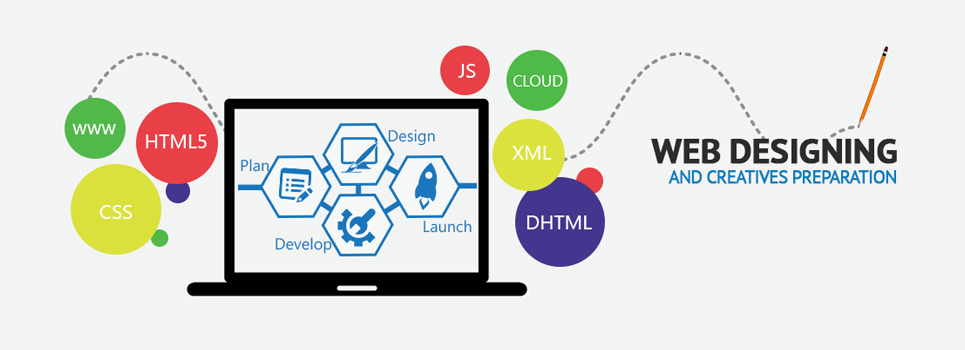 WWW
HTML5
CSS
Plan
Design
Develop
Launch
JS
CLOUD
XML
DHTML
WEB DESIGNING
AND CREATIVES PREPARATION